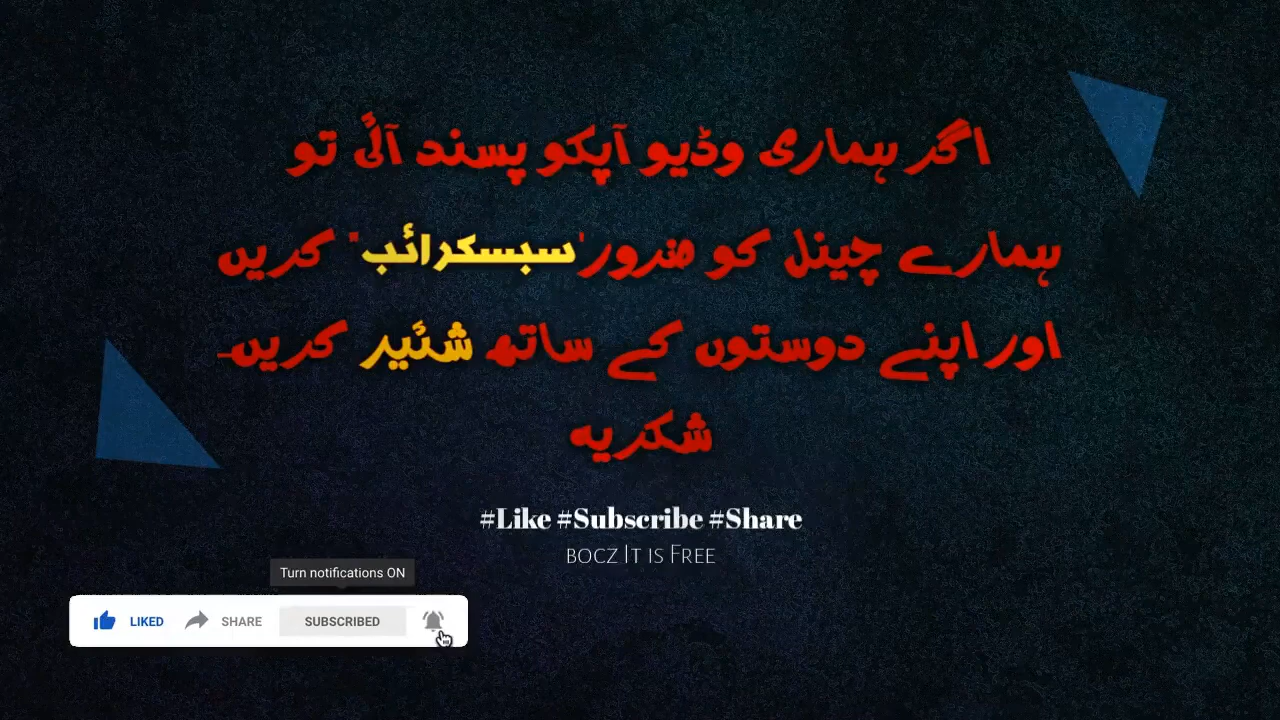 اگر ہماری وڈیو آپکو پسند آئی تو
ہمارے چینل کو ضرور'سبسکرائب" کریں
اور اپنے دوستوں کے ساتھ شئیر کریں۔
شکریہ
#Like #Subscribe #Share
bocz It is Free
Turn notifications ON
LIKED SHARE SUBSCRIBED